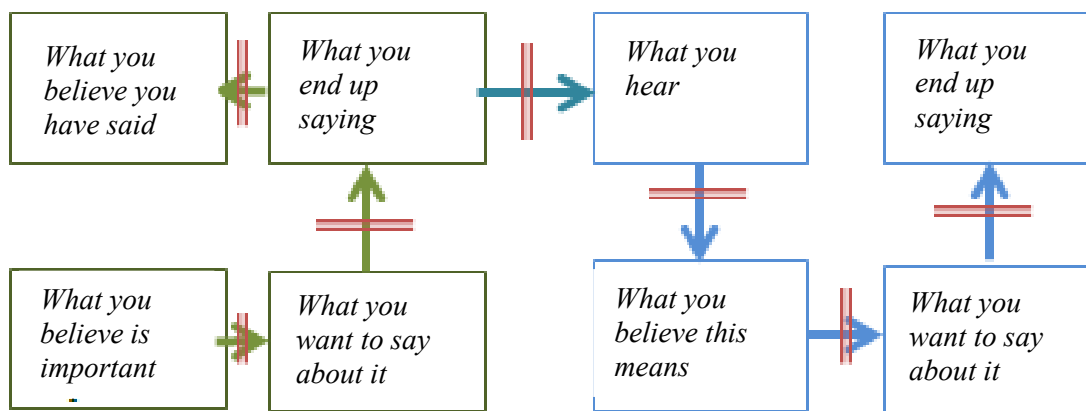 What you
believe you
have said
What you
end up
saying
What you
hear
What you
end up
saying
What you
believe is
important
What you
want to say
about it
What you
believe this
means
What you
want to say
about it